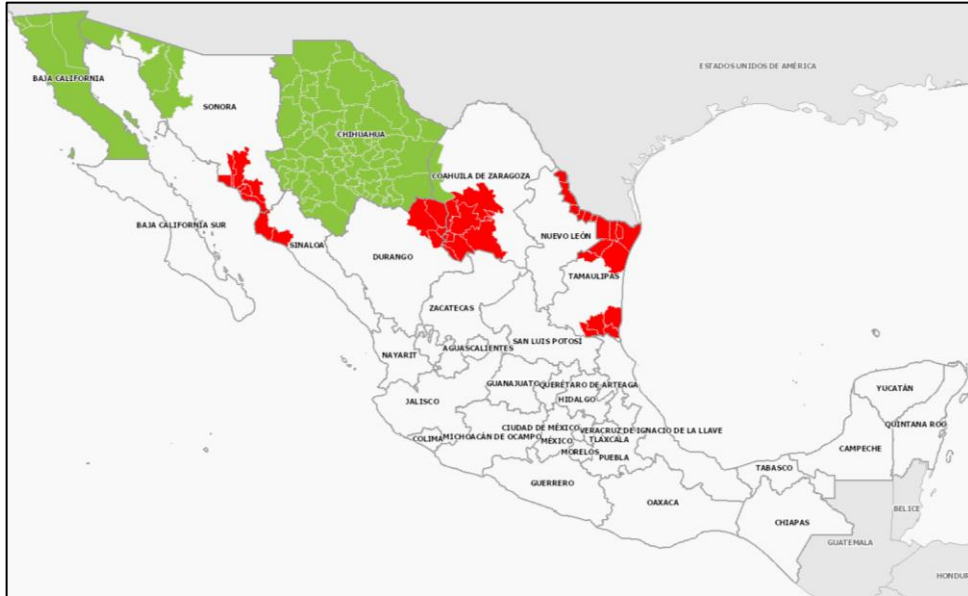 ESTADOS UNIDOS DE AMÉRICA
BAJA CALIFORNIA
SONORA
CHIHUAHUA
COAHUILA DE ZARAGOZA
BAJA CALIFORNIA SUR
SINALOA
DURANGO
NUEVO LEÓN
TAMAULIPAS
ZACATECAS
SAN LUIS POTOSI
NAYARIT
AGUASCALIENTES
GUANAJUATO
QUERÉTARO DE ARTEAGA
HIDALGO
YUCATÁN
JALISCO
QUINTANA ROO
CIUDAD DE MÉXICO
VERACRUZ DE IGNACIO DE LA LLAVE
COLIMA
MICHOACÁN DE OCAMPO
MÉXICO
TLAXCALA
MORELOS
PUEBLA
CAMPECHE
TABASCO
GUERRERO
OAXACA
CHIAPAS
BELICE
GUATEMALA
HONDUR